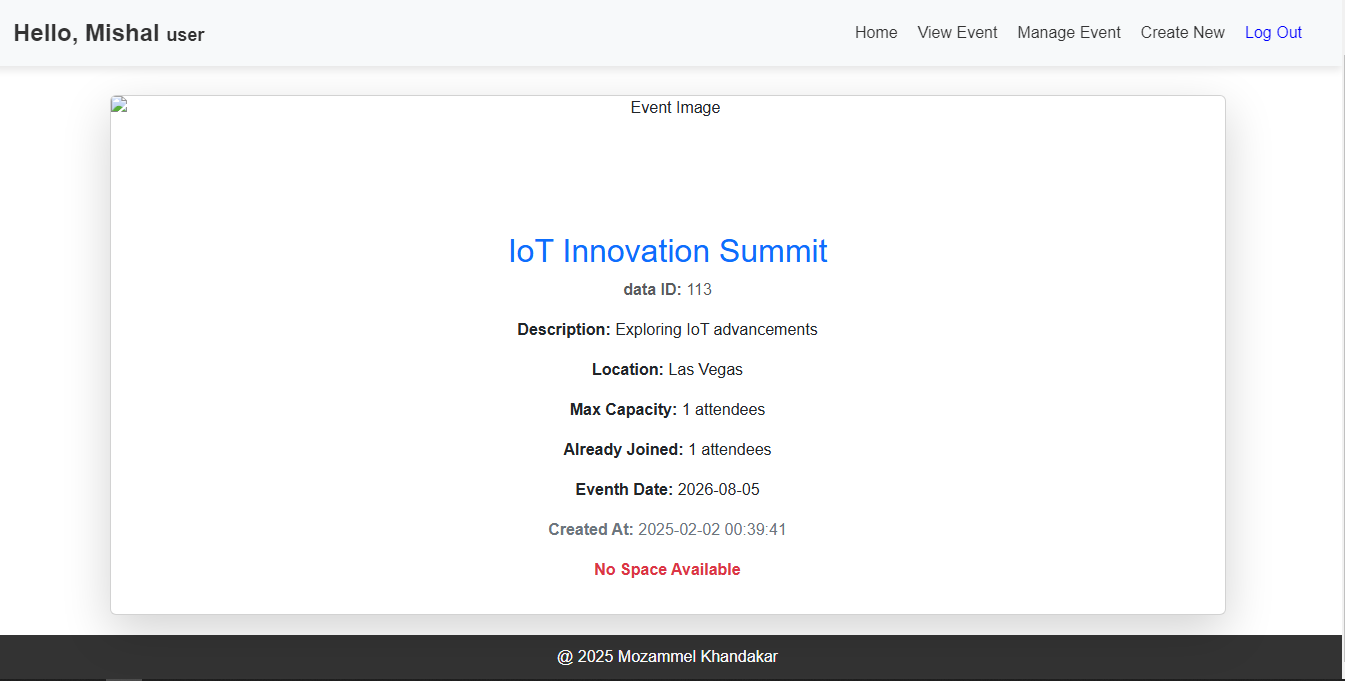 Hello, Mishal user
Home View Event Manage Event Create New Log Out
Event Image
IoT Innovation Summit
data ID: 113
Description: Exploring IoT advancements
Location: Las Vegas
Max Capacity: 1 attendees
Already Joined: 1 attendees
Eventh Date: 2026-08-05
Created At: 2025-02-02 00:39:41
No Space Available
@ 2025 Mozammel Khandakar